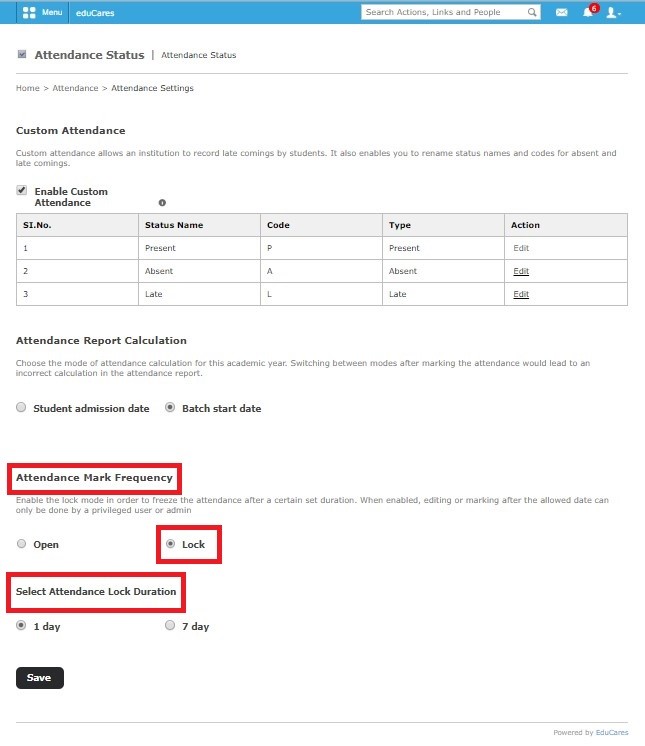 Menu eduCares Search Actions, Links and People 6
Attendance Status | Attendance Status
Home > Attendance > Attendance Settings
Custom Attendance
Custom attendance allows an institution to record late comings by students. It also enables you to rename status names and codes for absent and
late comings.
Enable Custom
Attendance
SI.No. Status Name Code Type Action
1 Present P Present Edit
2 Absent A Absent Edit
3 Late L Late Edit
Attendance Report Calculation
Choose the mode of attendance calculation for this academic year. Switching between modes after marking the attendance would lead to an
incorrect calculation in the attendance report.
Student admission date Batch start date
Attendance Mark Frequency
Enable the lock mode in order to freeze the attendance after a certain set duration. When enabled, editing or marking after the allowed date can
only be done by a privileged user or admin
Open Lock
Select Attendance Lock Duration
1 day 7 day
Save
Powered by EduCares